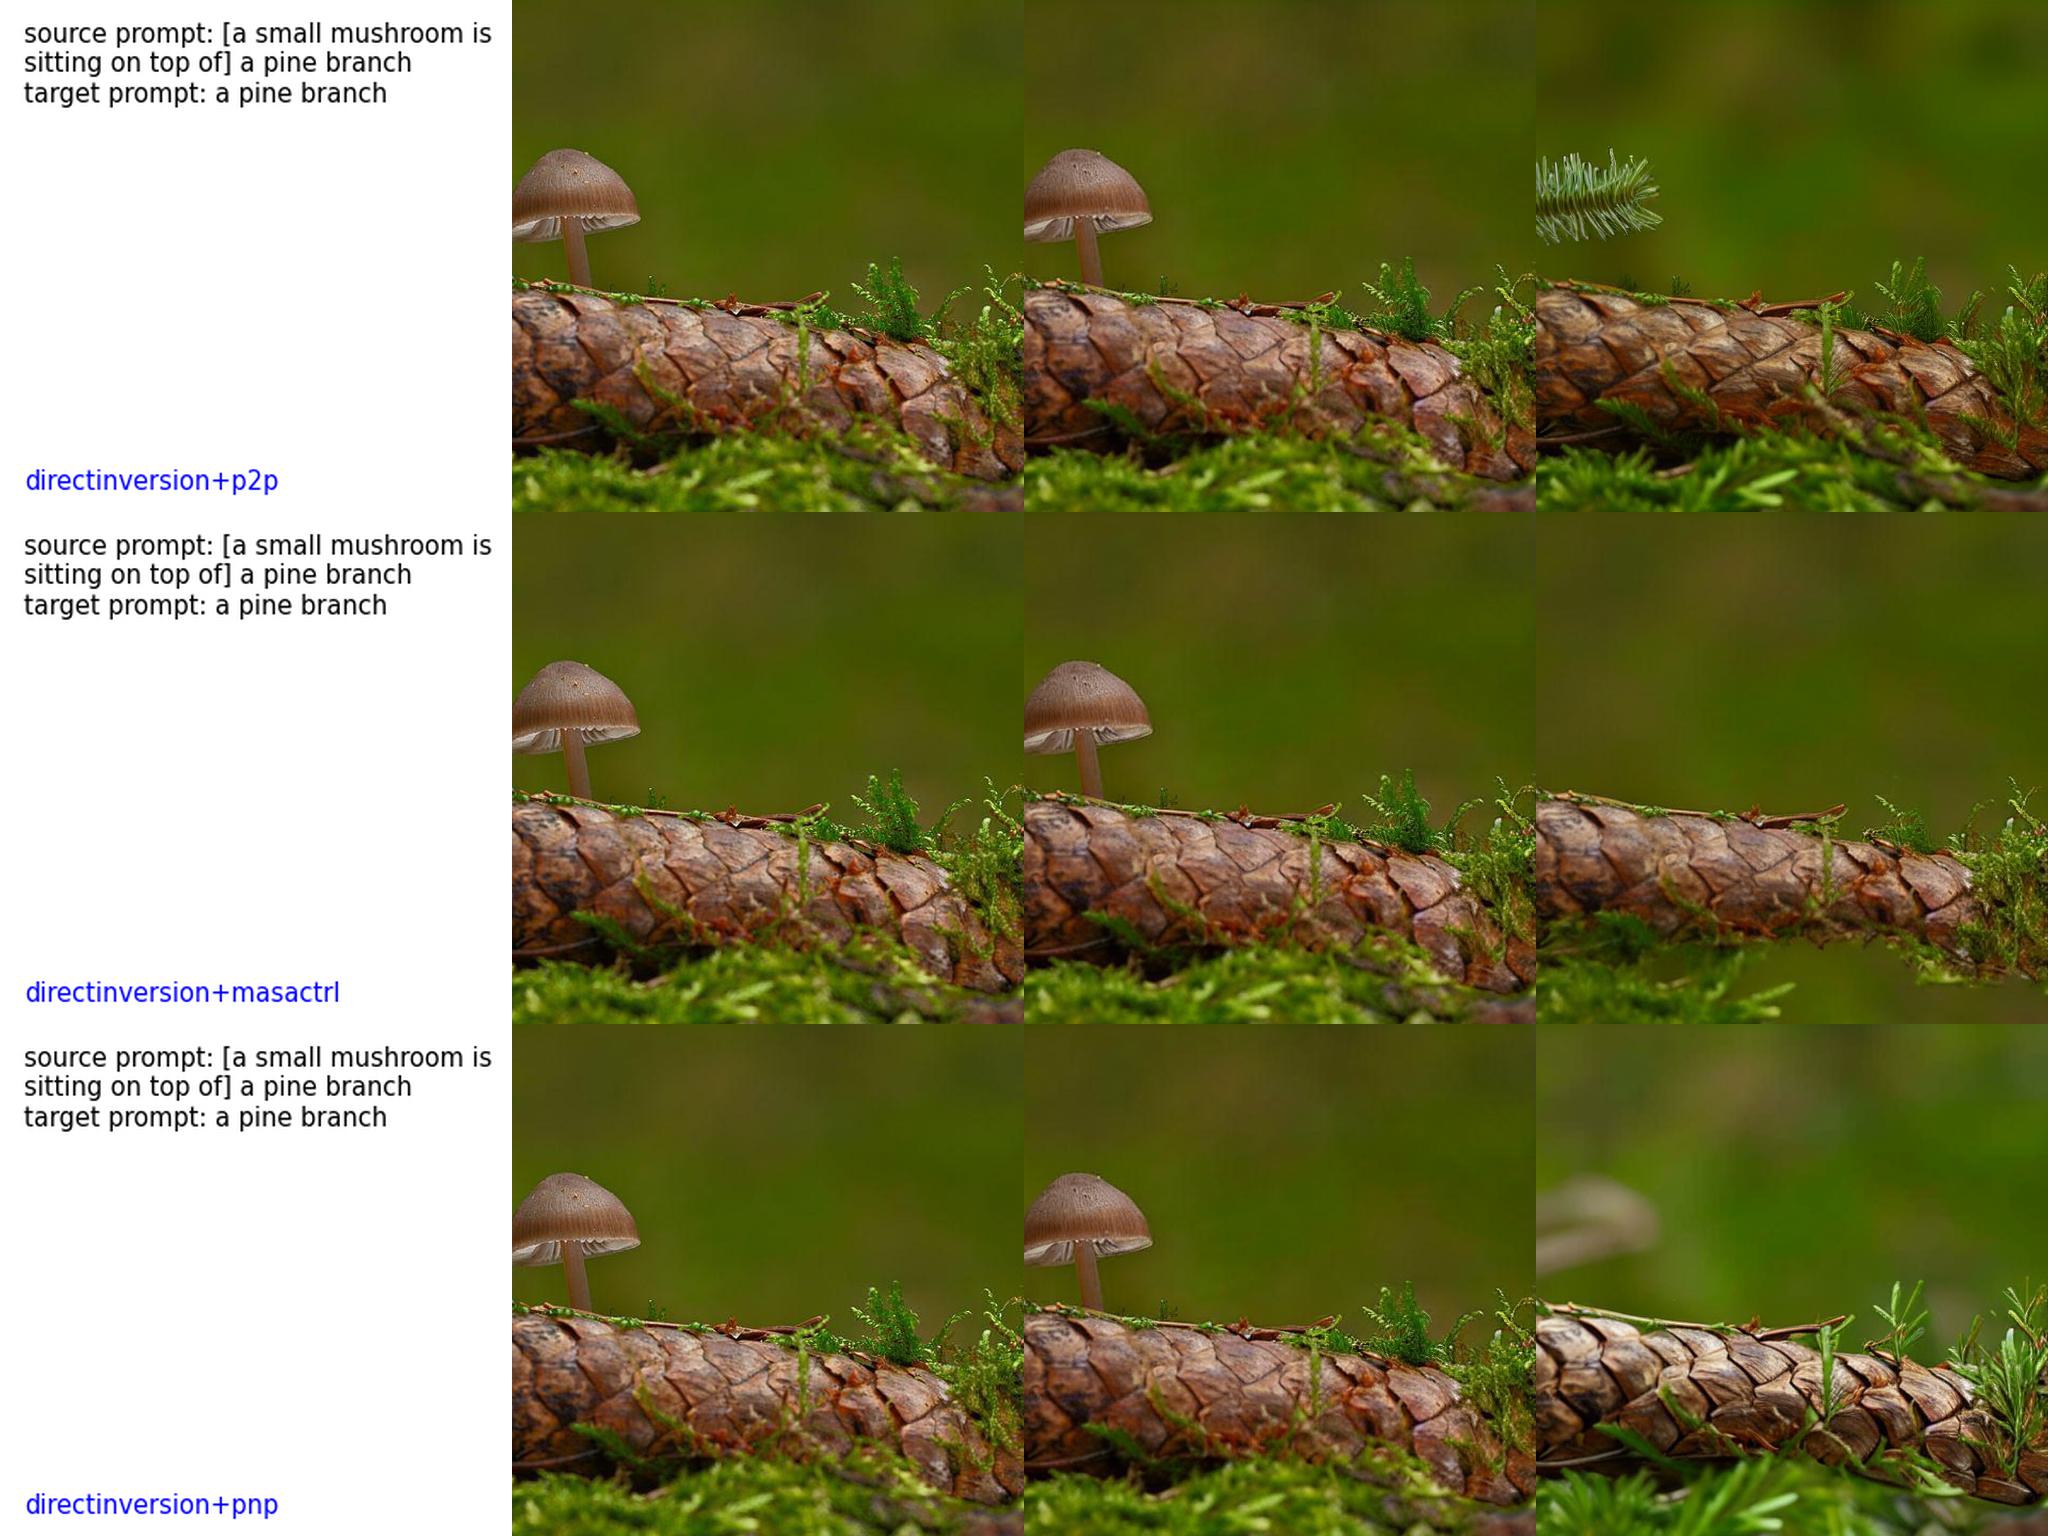 source prompt: [a small mushroom is
sitting on top of] a pine branch
target prompt: a pine branch
directinversion+p2p
source prompt: [a small mushroom is
sitting on top of] a pine branch
target prompt: a pine branch
directinversion+masactrl
source prompt: [a small mushroom is
sitting on top of] a pine branch
target prompt: a pine branch
directinversion+pnp